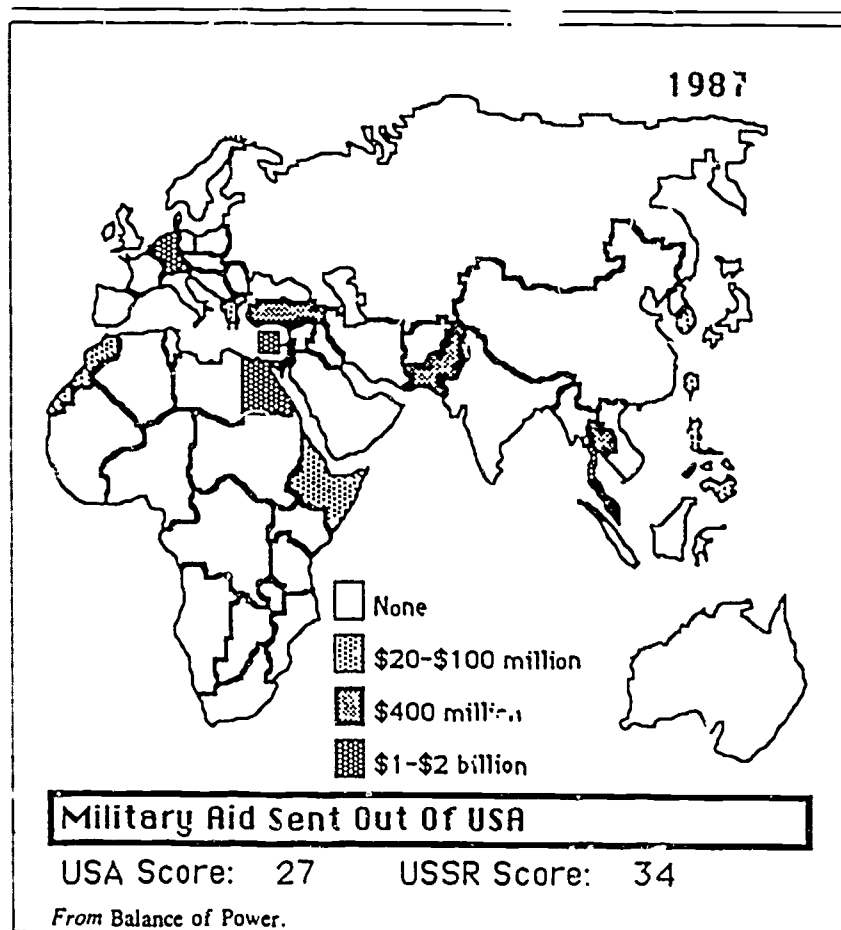 1987
None
$20-$100 million
$400 million
$1-$2 billion
Military Aid Sent Out Of USA
USA Score: 27 USSR Score: 34
From Balance of Power.